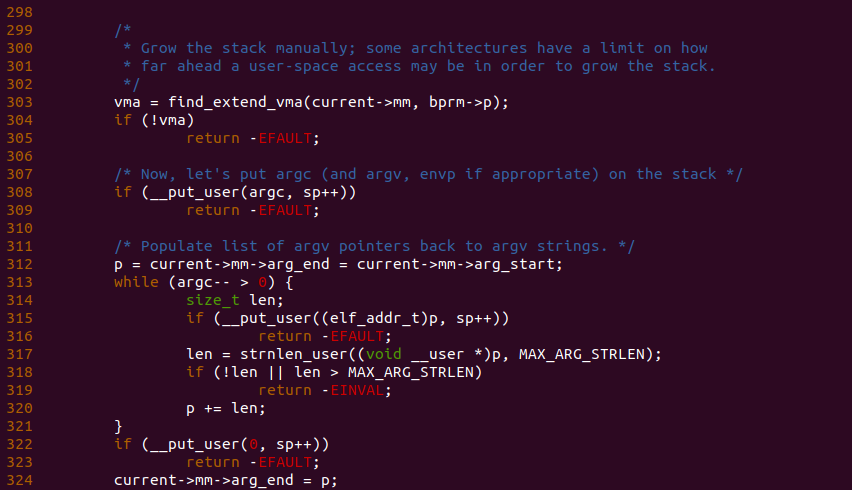 298
299         /*
300          * Grow the stack manually; some architectures have a limit on how
301          * far ahead a user-space access may be in order to grow the stack.
302          */
303         vma = find_extend_vma(current->mm, bprm->p);
304         if (!vma)
305                 return -EFAULT;
306
307         /* Now, let's put argc (and argv, envp if appropriate) on the stack */
308         if (__put_user(argc, sp++))
309                 return -EFAULT;
310
311         /* Populate list of argv pointers back to argv strings. */
312         p = current->mm->arg_end = current->mm->arg_start;
313         while (argc-- > 0) {
314                 size_t len;
315                 if (__put_user((elf_addr_t)p, sp++))
316                         return -EFAULT;
317                 len = strnlen_user((void __user *)p, MAX_ARG_STRLEN);
318                 if (!len || len > MAX_ARG_STRLEN)
319                         return -EINVAL;
320                 p += len;
321         }
322         if (__put_user(0, sp++))
323                 return -EFAULT;
324         current->mm->arg_end = p;